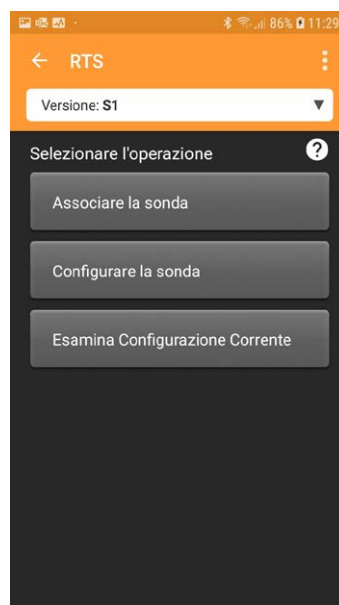 86% 11:29
RTS
Versione: S1
Selezionare l'operazione ?
Associare la sonda
Configurare la sonda
Esamina Configurazione Corrente